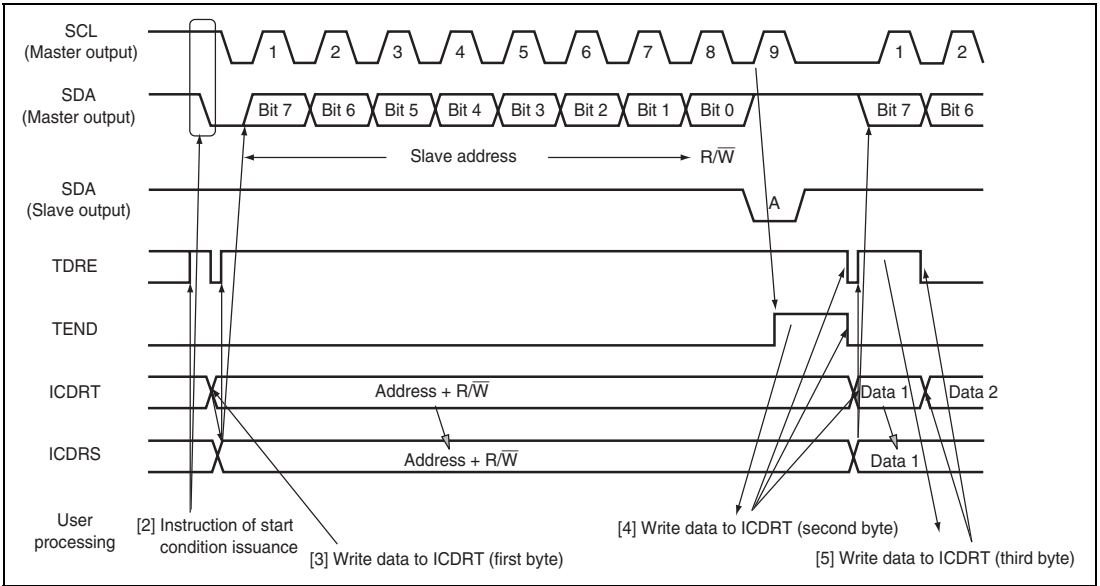 SCL
(Master output)
1 2 3 4 5 6 7 8 9 1 2
SDA
(Master output)
Bit 7 Bit 6 Bit 5 Bit 4 Bit 3 Bit 2 Bit 1 Bit 0 Bit 7 Bit 6
Slave address R/W̅
SDA
(Slave output)
A
TDRE
TEND
ICDRT
Address + R/W̅ Data 1 Data 2
ICDRS
Address + R/W̅ Data 1
User
processing
[2] Instruction of start
condition issuance
[3] Write data to ICDRT (first byte)
[4] Write data to ICDRT (second byte)
[5] Write data to ICDRT (third byte)